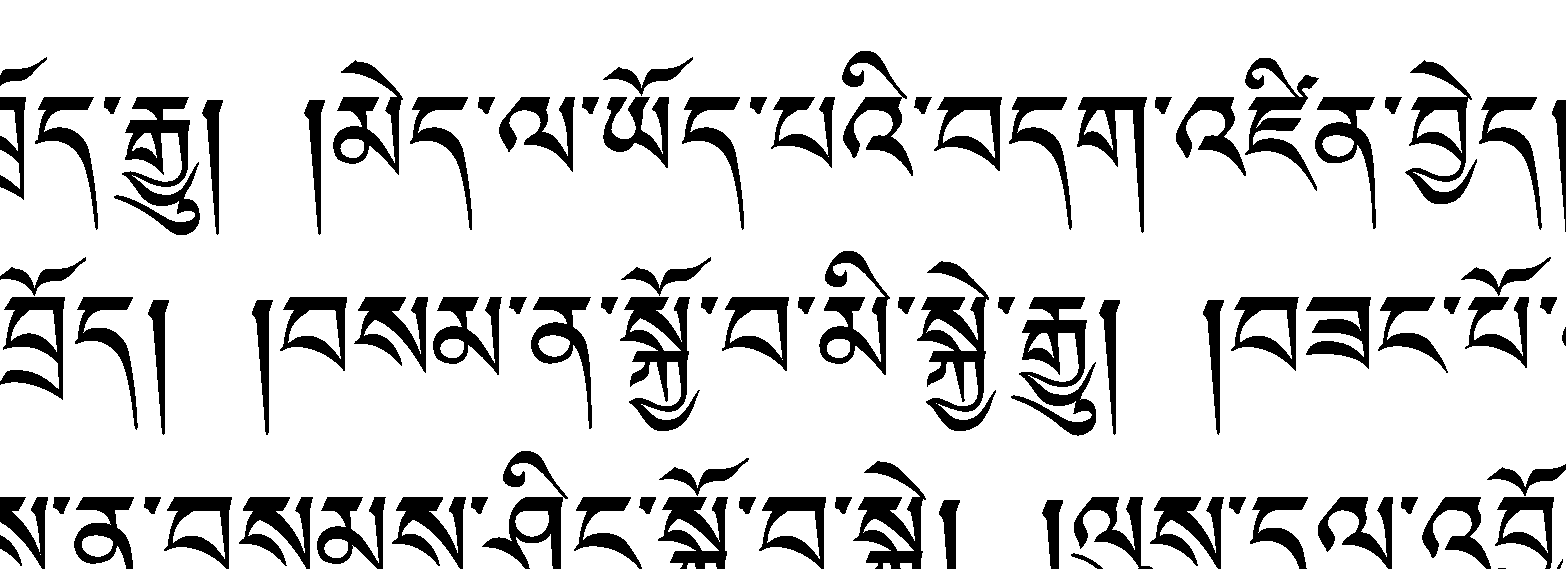 རྒྱུ།  །མེད་ལ་ཡོད་པའི་བདག་འཛིན་བྱེད།
བྲོད།  །བསམ་ན་སྐྱོ་བ་མི་སྐྱེ་རྒྱུ།  །བཟང་པོ་
ན་བསམས་ཤིང་སྐྱོ་བ་སྐྱེ།  །ལུས་དལ་